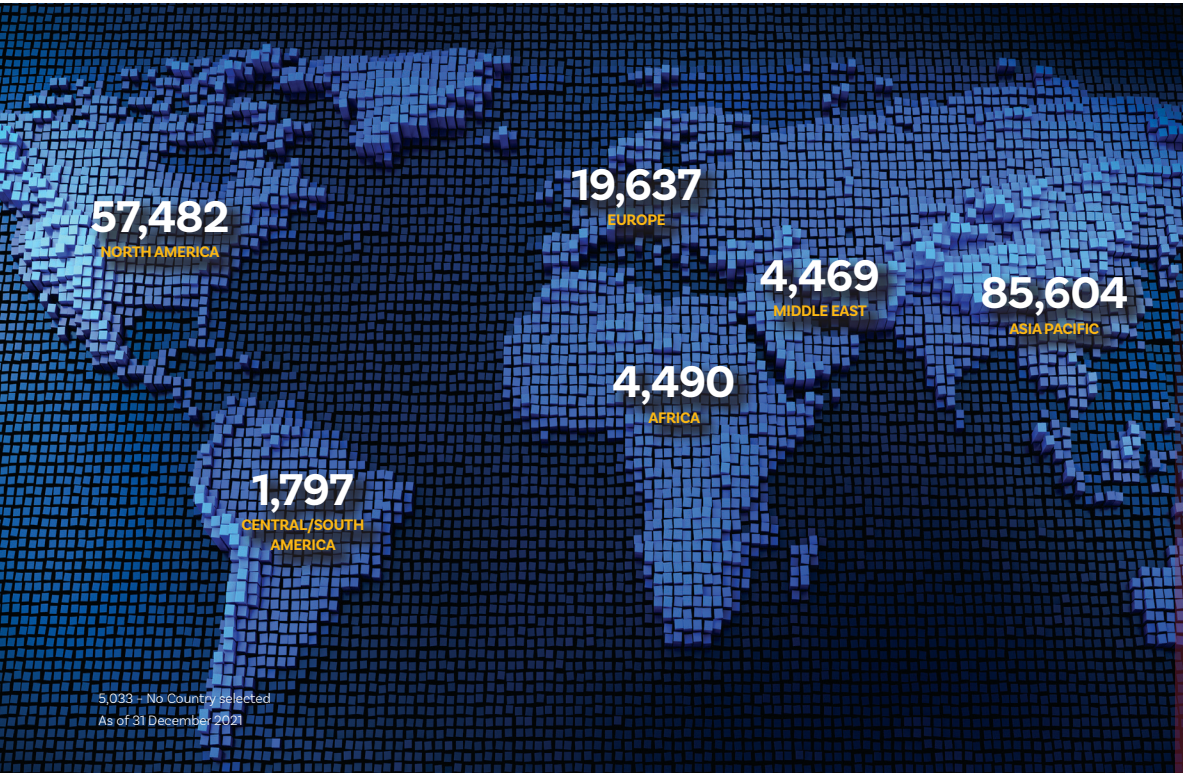 19,637
EUROPE
57,482
NORTH AMERICA
4,469
MIDDLE EAST
85,604
ASIA PACIFIC
4,490
AFRICA
1,797
CENTRAL/SOUTH
AMERICA
5,033 – No Country selected
As of 31 December 2021